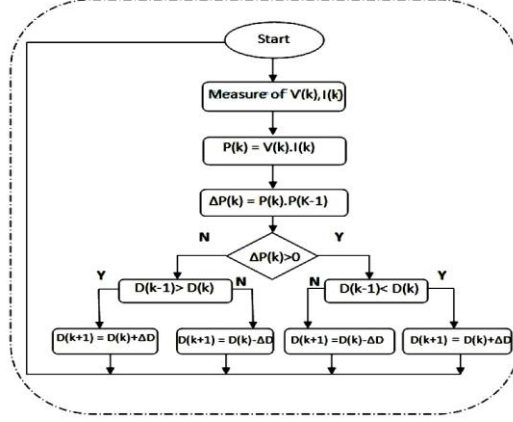 Start
Measure of V(k),I(k)
P(k) = V(k).I(k)
ΔP(k) = P(k).P(K-1)
N
Y
ΔP(k)>0
Y
D(k-1)> D(k)
N
N
D(k-1)< D(k)
Y
D(k+1) = D(k)+ΔD
D(k+1) = D(k)-ΔD
D(k+1) =D(k)-ΔD
D(k+1) = D(k)+ΔD